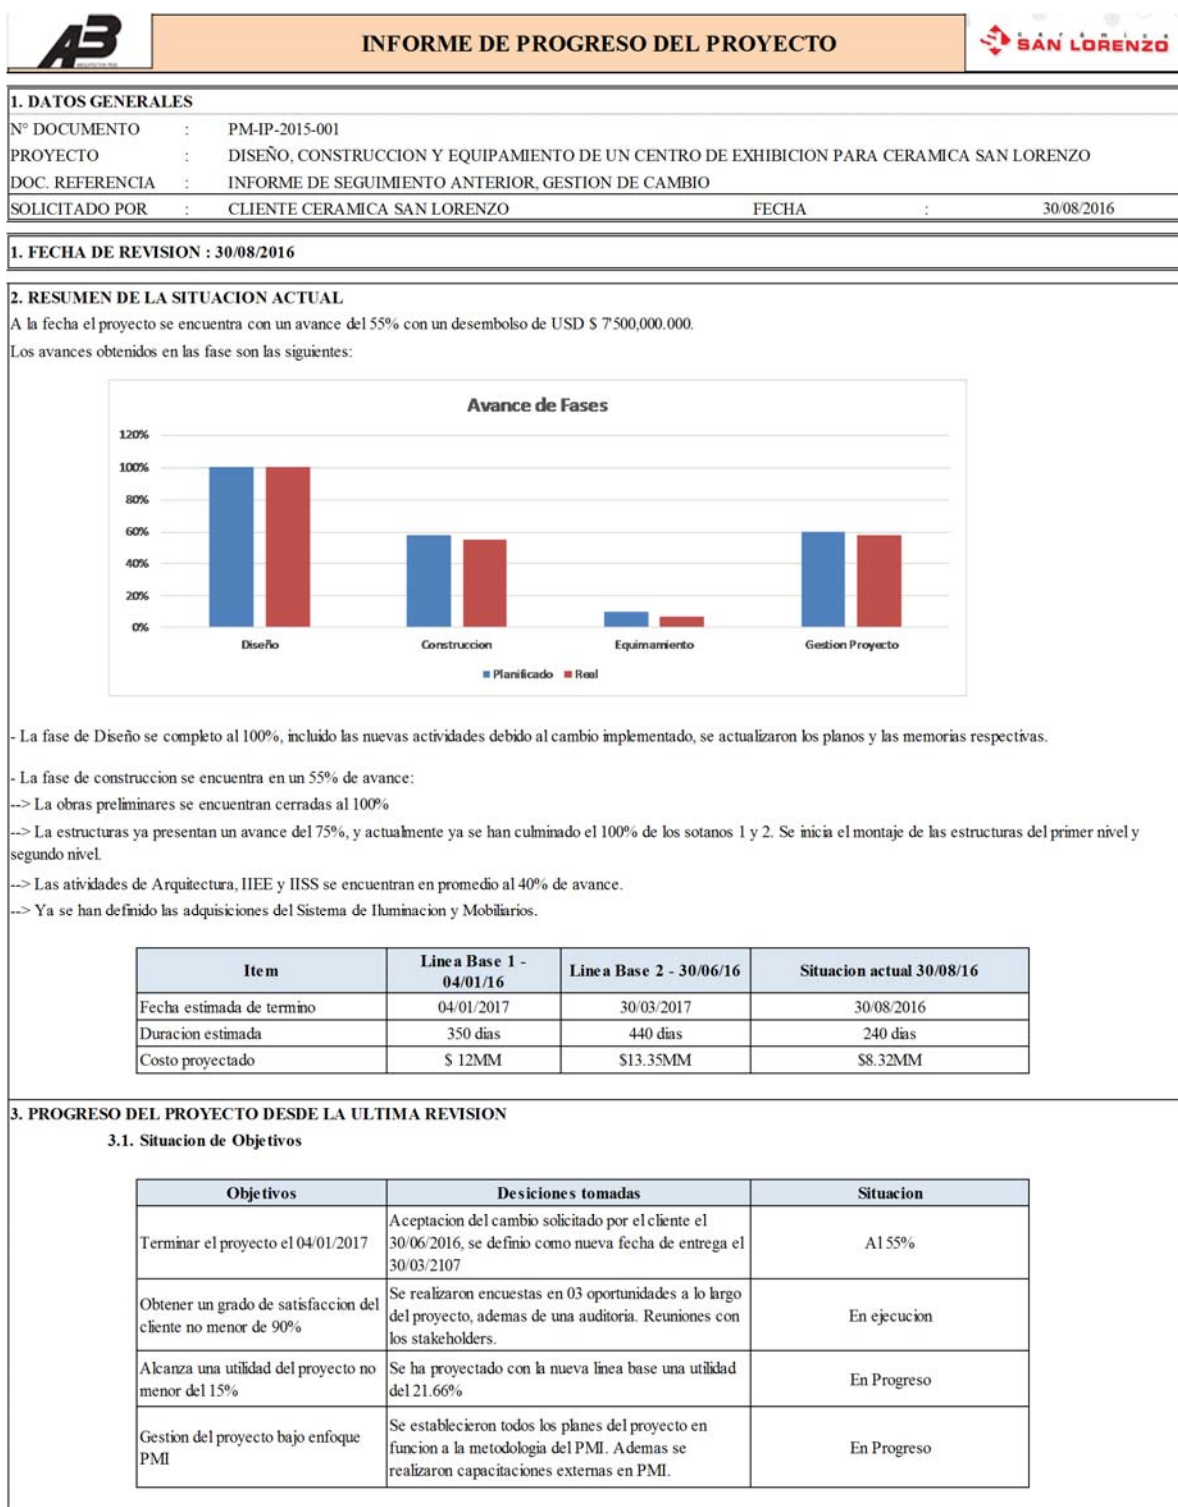 A3
INFORME DE PROGRESO DEL PROYECTO
cerámica
SAN LORENZO
1. DATOS GENERALES
N° DOCUMENTO : PM-IP-2015-001
PROYECTO : DISEÑO, CONSTRUCCION Y EQUIPAMIENTO DE UN CENTRO DE EXHIBICION PARA CERAMICA SAN LORENZO
DOC. REFERENCIA : INFORME DE SEGUIMIENTO ANTERIOR, GESTION DE CAMBIO
SOLICITADO POR : CLIENTE CERAMICA SAN LORENZO FECHA : 30/08/2016
1. FECHA DE REVISION : 30/08/2016
2. RESUMEN DE LA SITUACION ACTUAL
A la fecha el proyecto se encuentra con un avance del 55% con un desembolso de USD $ 7'500,000.000.
Los avances obtenidos en las fase son las siguientes:
Avance de Fases
120%
100%
80%
60%
40%
20%
0%
Diseño Construccion Equimamiento Gestion Proyecto
Planificado Real
- La fase de Diseño se completo al 100%, incluido las nuevas actividades debido al cambio implementado, se actualizaron los planos y las memorias respectivas.
- La fase de construccion se encuentra en un 55% de avance:
--> La obras preliminares se encuentran cerradas al 100%
--> La estructuras ya presentan un avance del 75%, y actualmente ya se han culminado el 100% de los sotanos 1 y 2. Se inicia el montaje de las estructuras del primer nivel y
segundo nivel.
--> Las atividades de Arquitectura, IIEE y IISS se encuentran en promedio al 40% de avance.
--> Ya se han definido las adquisiciones del Sistema de Iluminacion y Mobiliarios.
Item Linea Base 1 - 04/01/16 Linea Base 2 - 30/06/16 Situacion actual 30/08/16
Fecha estimada de termino 04/01/2017 30/03/2017 30/08/2016
Duracion estimada 350 dias 440 dias 240 dias
Costo proyectado $ 12MM $13.35MM $8.32MM
3. PROGRESO DEL PROYECTO DESDE LA ULTIMA REVISION
3.1. Situacion de Objetivos
Objetivos Desiciones tomadas Situacion
Terminar el proyecto el 04/01/2017
Aceptacion del cambio solicitado por el cliente el
30/06/2016, se definio como nueva fecha de entrega el
30/03/2107
Al 55%
Obtener un grado de satisfaccion del
cliente no menor de 90%
Se realizaron encuestas en 03 oportunidades a lo largo
del proyecto, ademas de una auditoria. Reuniones con
los stakeholders.
En ejecucion
Alcanza una utilidad del proyecto no
menor del 15%
Se ha proyectado con la nueva linea base una utilidad
del 21.66%
En Progreso
Gestion del proyecto bajo enfoque
PMI
Se establecieron todos los planes del proyecto en
funcion a la metodologia del PMI. Ademas se
realizaron capacitaciones externas en PMI.
En Progreso